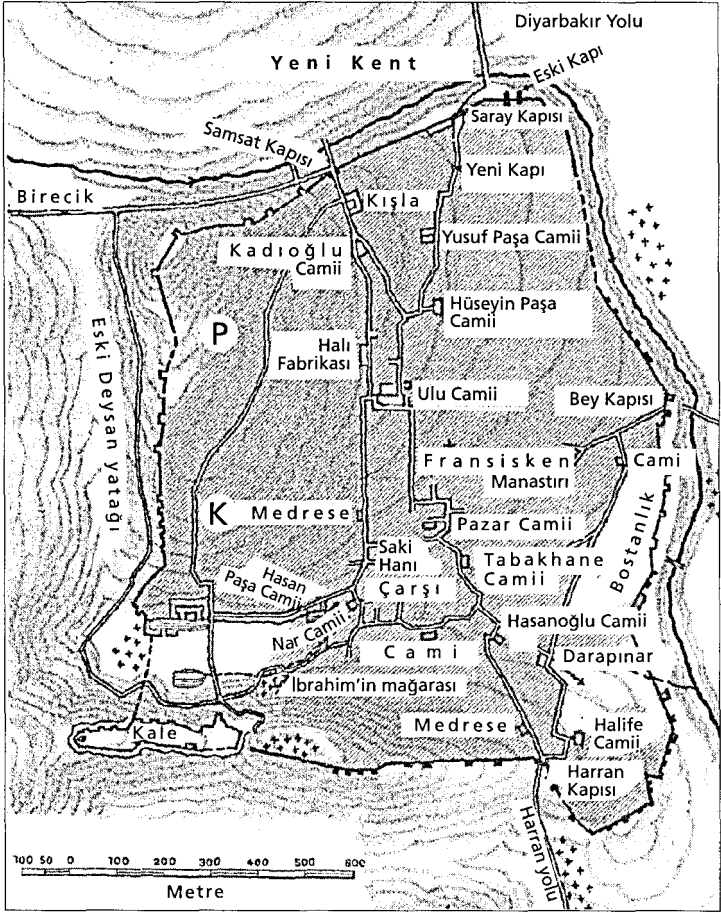 Diyarbakır Yolu
Yeni Kent
Eski Kapı
Saray Kapısı
Samsat Kapısı
Yeni Kapı
Birecik
Kışla
Yusuf Paşa Camii
Kadıoğlu
Camii
Hüseyin Paşa
Camii
P
Halı
Fabrikası
Eski Deysan yatağı
Ulu Camii
Bey Kapısı
Fransisken
Manastırı
Cami
K
Medrese
Pazar Camii
Saki
Hanı
Tabakhane
Camii
Bostanlık
Hasan
Paşa Camii
Çarşı
Nar Camii
Hasanoğlu Camii
Cami
Darapınar
İbrahim'in mağarası
Kale
Medrese
Halife
Camii
Harran
Kapısı
Harran yolu
100 50 0 100 200 300 400 500 600
Metre